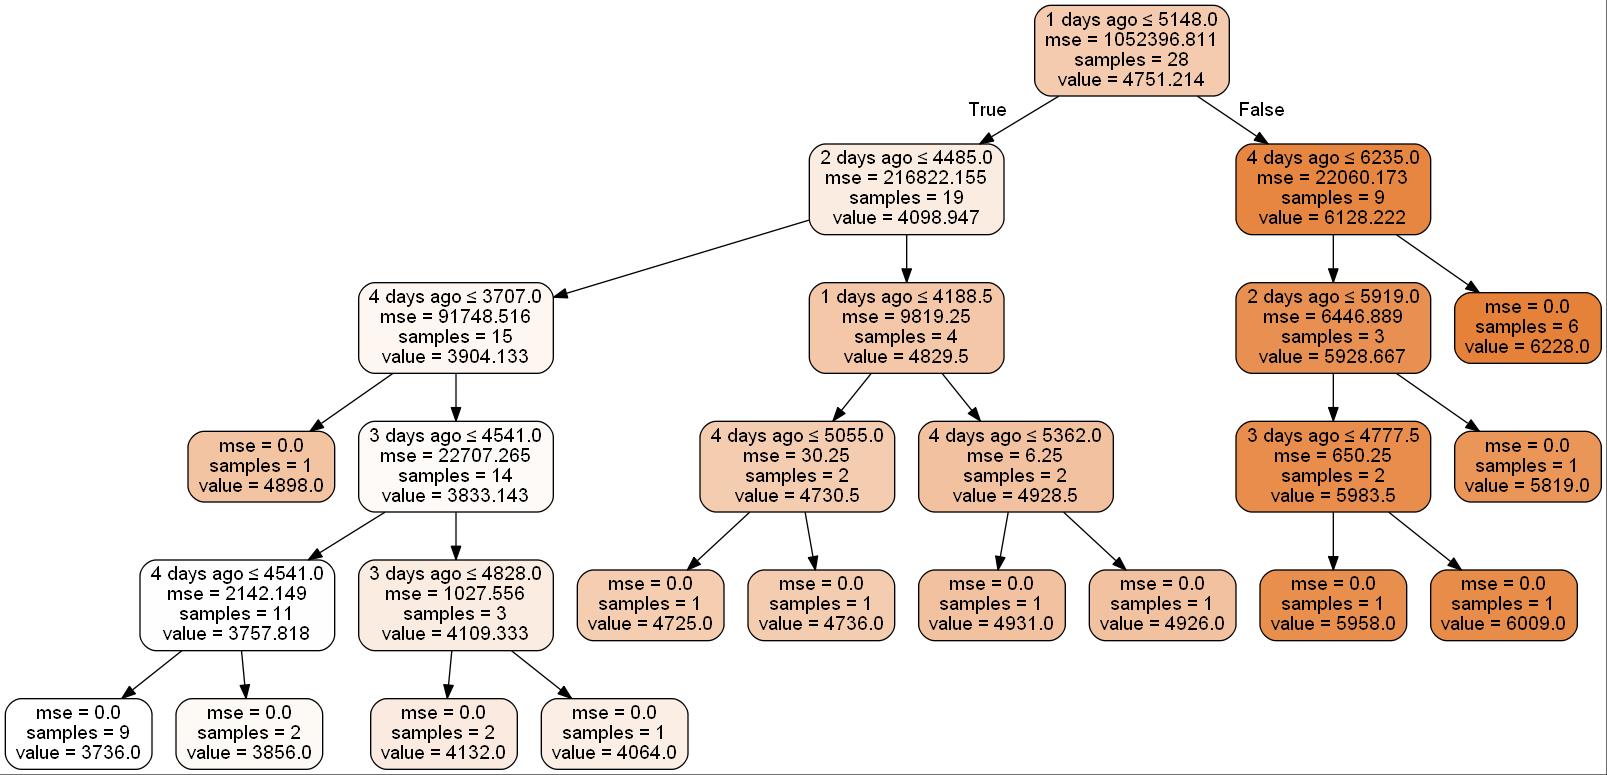 1 days ago ≤ 5148.0
mse = 1052396.811
samples = 28
value = 4751.214
True
False
2 days ago ≤ 4485.0
mse = 216822.155
samples = 19
value = 4098.947
4 days ago ≤ 6235.0
mse = 22060.173
samples = 9
value = 6128.222
4 days ago ≤ 3707.0
mse = 91748.516
samples = 15
value = 3904.133
1 days ago ≤ 4188.5
mse = 9819.25
samples = 4
value = 4829.5
2 days ago ≤ 5919.0
mse = 6446.889
samples = 3
value = 5928.667
mse = 0.0
samples = 6
value = 6228.0
mse = 0.0
samples = 1
value = 4898.0
3 days ago ≤ 4541.0
mse = 22707.265
samples = 14
value = 3833.143
4 days ago ≤ 5055.0
mse = 30.25
samples = 2
value = 4730.5
4 days ago ≤ 5362.0
mse = 6.25
samples = 2
value = 4928.5
3 days ago ≤ 4777.5
mse = 650.25
samples = 2
value = 5983.5
mse = 0.0
samples = 1
value = 5819.0
4 days ago ≤ 4541.0
mse = 2142.149
samples = 11
value = 3757.818
3 days ago ≤ 4828.0
mse = 1027.556
samples = 3
value = 4109.333
mse = 0.0
samples = 1
value = 4725.0
mse = 0.0
samples = 1
value = 4736.0
mse = 0.0
samples = 1
value = 4931.0
mse = 0.0
samples = 1
value = 4926.0
mse = 0.0
samples = 1
value = 5958.0
mse = 0.0
samples = 1
value = 6009.0
mse = 0.0
samples = 9
value = 3736.0
mse = 0.0
samples = 2
value = 3856.0
mse = 0.0
samples = 2
value = 4132.0
mse = 0.0
samples = 1
value = 4064.0